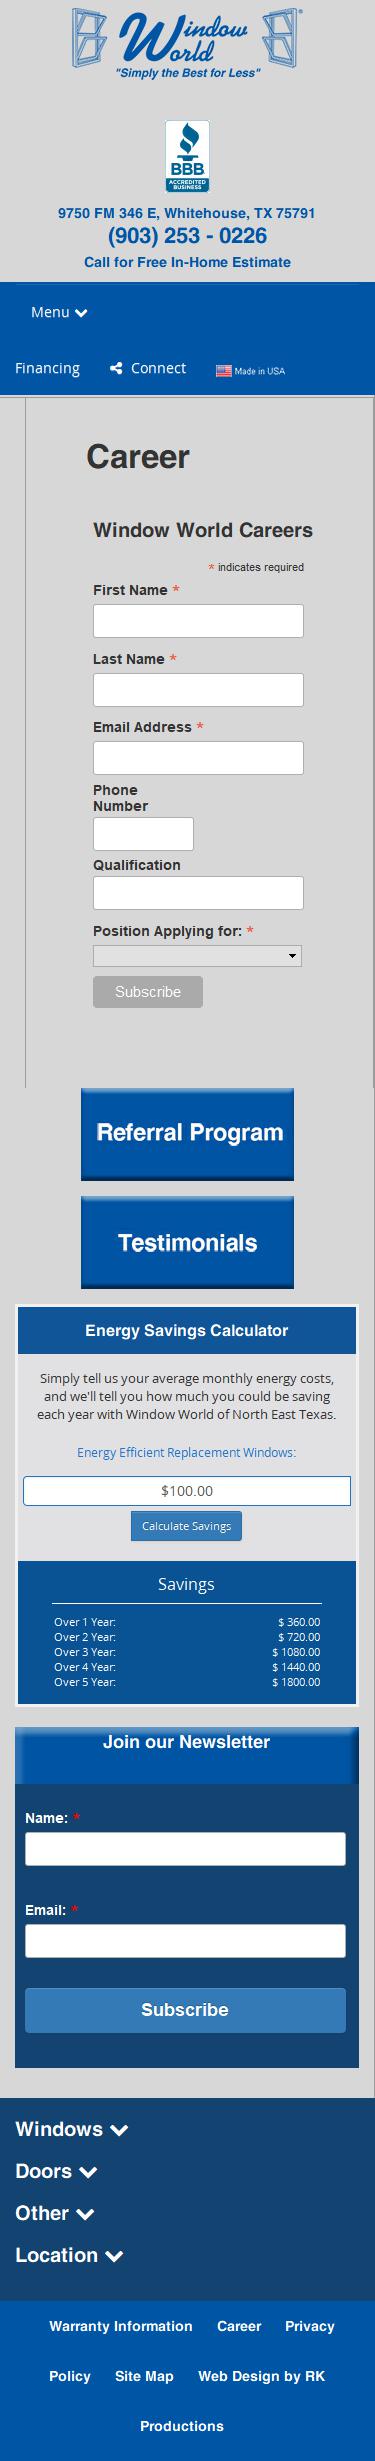 Window World
"Simply the Best for Less"
BBB
ACCREDITED
BUSINESS
9750 FM 346 E, Whitehouse, TX 75791
(903) 253 - 0226
Call for Free In-Home Estimate
Menu
Financing Connect Made in USA
Career
Window World Careers
* indicates required
First Name *
Last Name *
Email Address *
Phone
Number
Qualification
Position Applying for: *
Subscribe
Referral Program
Testimonials
Energy Savings Calculator
Simply tell us your average monthly energy costs,
and we'll tell you how much you could be saving
each year with Window World of North East Texas.
Energy Efficient Replacement Windows:
$100.00
Calculate Savings
Savings
Over 1 Year: $ 360.00
Over 2 Year: $ 720.00
Over 3 Year: $ 1080.00
Over 4 Year: $ 1440.00
Over 5 Year: $ 1800.00
Join our Newsletter
Name: *
Email: *
Subscribe
Windows
Doors
Other
Location
Warranty Information Career Privacy
Policy Site Map Web Design by RK
Productions